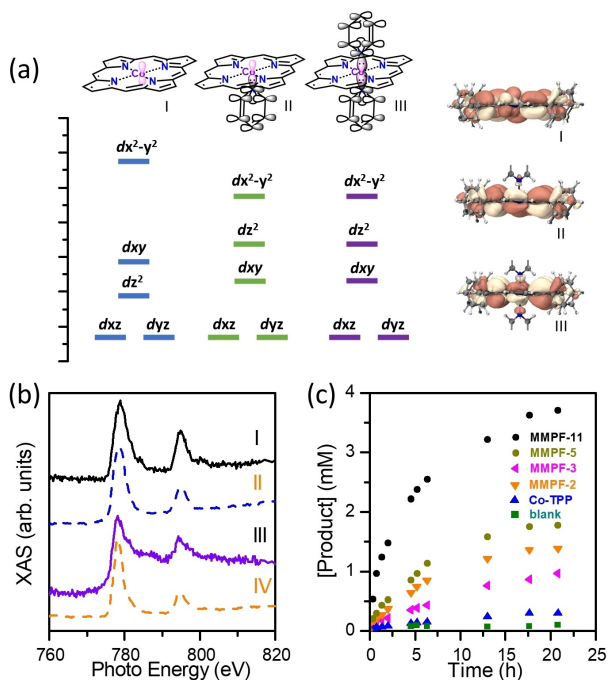 (a)
Co
N
N
N
N
I
Co
N
N
N
N
II
Co
N
N
N
N
III
dx²-y²
dxy
dz²
dxz dyz
dx²-y²
dz²
dxy
dxz dyz
dx²-y²
dz²
dxy
dxz dyz
I
II
III
(b)
I
II
III
IV
XAS (arb. units)
760 780 800 820
Photo Energy (eV)
(c)
4
3
2
1
0
[Product] (mM)
MMPF-11
MMPF-5
MMPF-3
MMPF-2
Co-TPP
blank
0 5 10 15 20 25
Time (h)